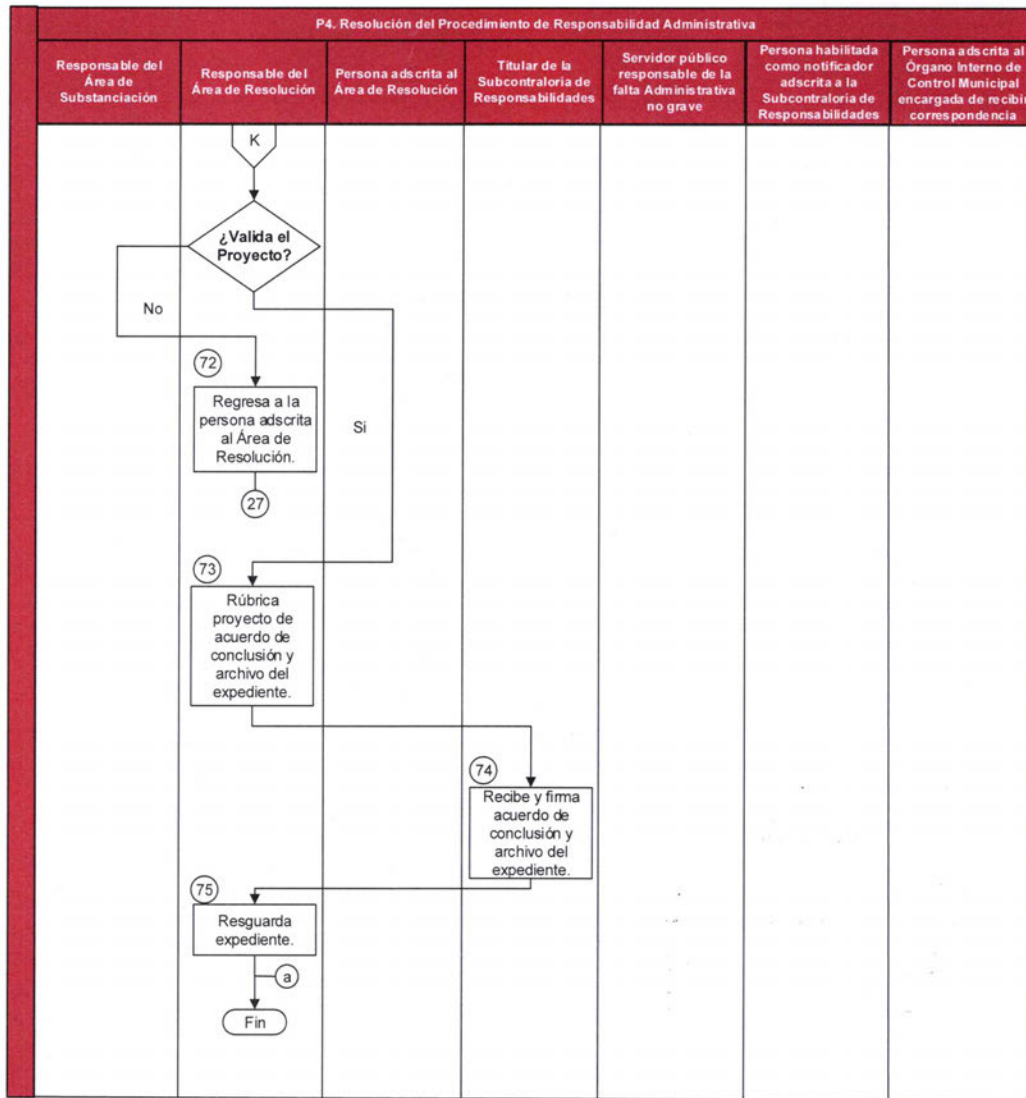 P4. Resolución del Procedimiento de Responsabilidad Administrativa
Responsable del
Área de
Substanciación
Responsable del
Área de Resolución
Persona adscrita al
Área de Resolución
Titular de la
Subcontraloría de
Responsabilidades
Servidor público
responsable de la
falta Administrativa
no grave
Persona habilitada
como notificador
adscrita a la
Subcontraloría de
Responsabilidades
Persona adscrita al
Órgano Interno de
Control Municipal
encargada de recibir
correspondencia
K
¿Valida el
Proyecto?
No
72
Regresa a la
persona adscrita
al Área de
Resolución.
Si
27
73
Rúbrica
proyecto de
acuerdo de
conclusión y
archivo del
expediente.
74
Recibe y firma
acuerdo de
conclusión y
archivo del
expediente.
75
Resguarda
expediente.
a
Fin